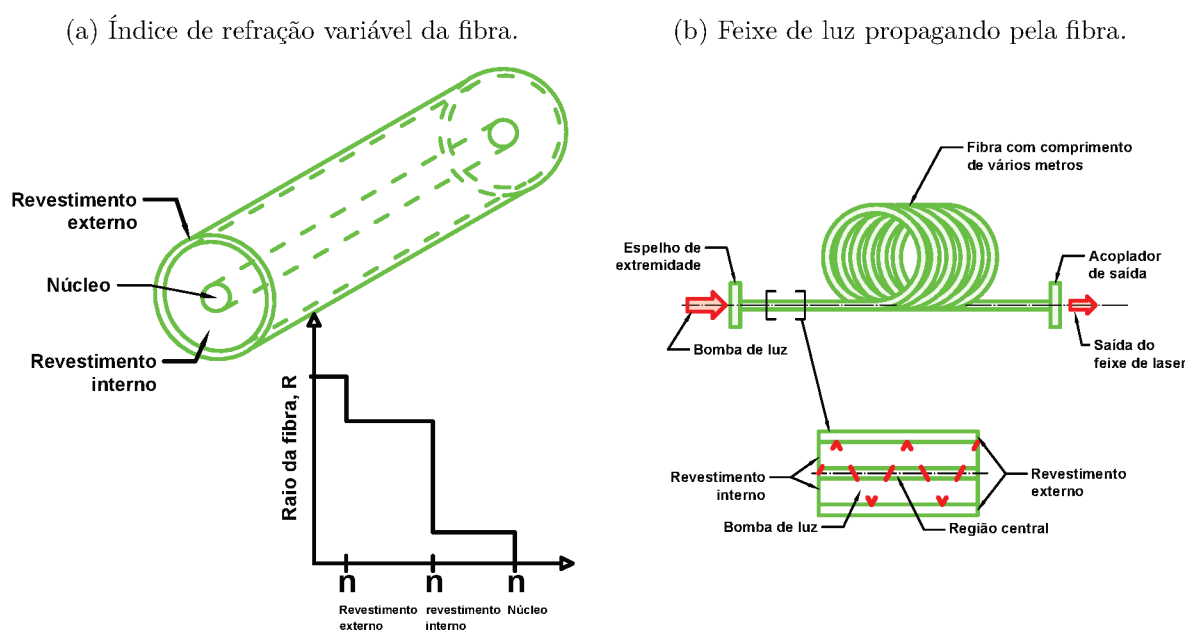 (a) Índice de refração variável da fibra.
Revestimento
externo
Núcleo
Revestimento
interno
Raio da fibra, R
n
n
n
Revestimento
externo
revestimento
interno
Núcleo
(b) Feixe de luz propagando pela fibra.
Fibra com comprimento
de vários metros
Espelho de
extremidade
Acoplador
de saída
Bomba de luz
Saída do
feixe de laser
Revestimento
interno
Revestimento
externo
Bomba de luz
Região central